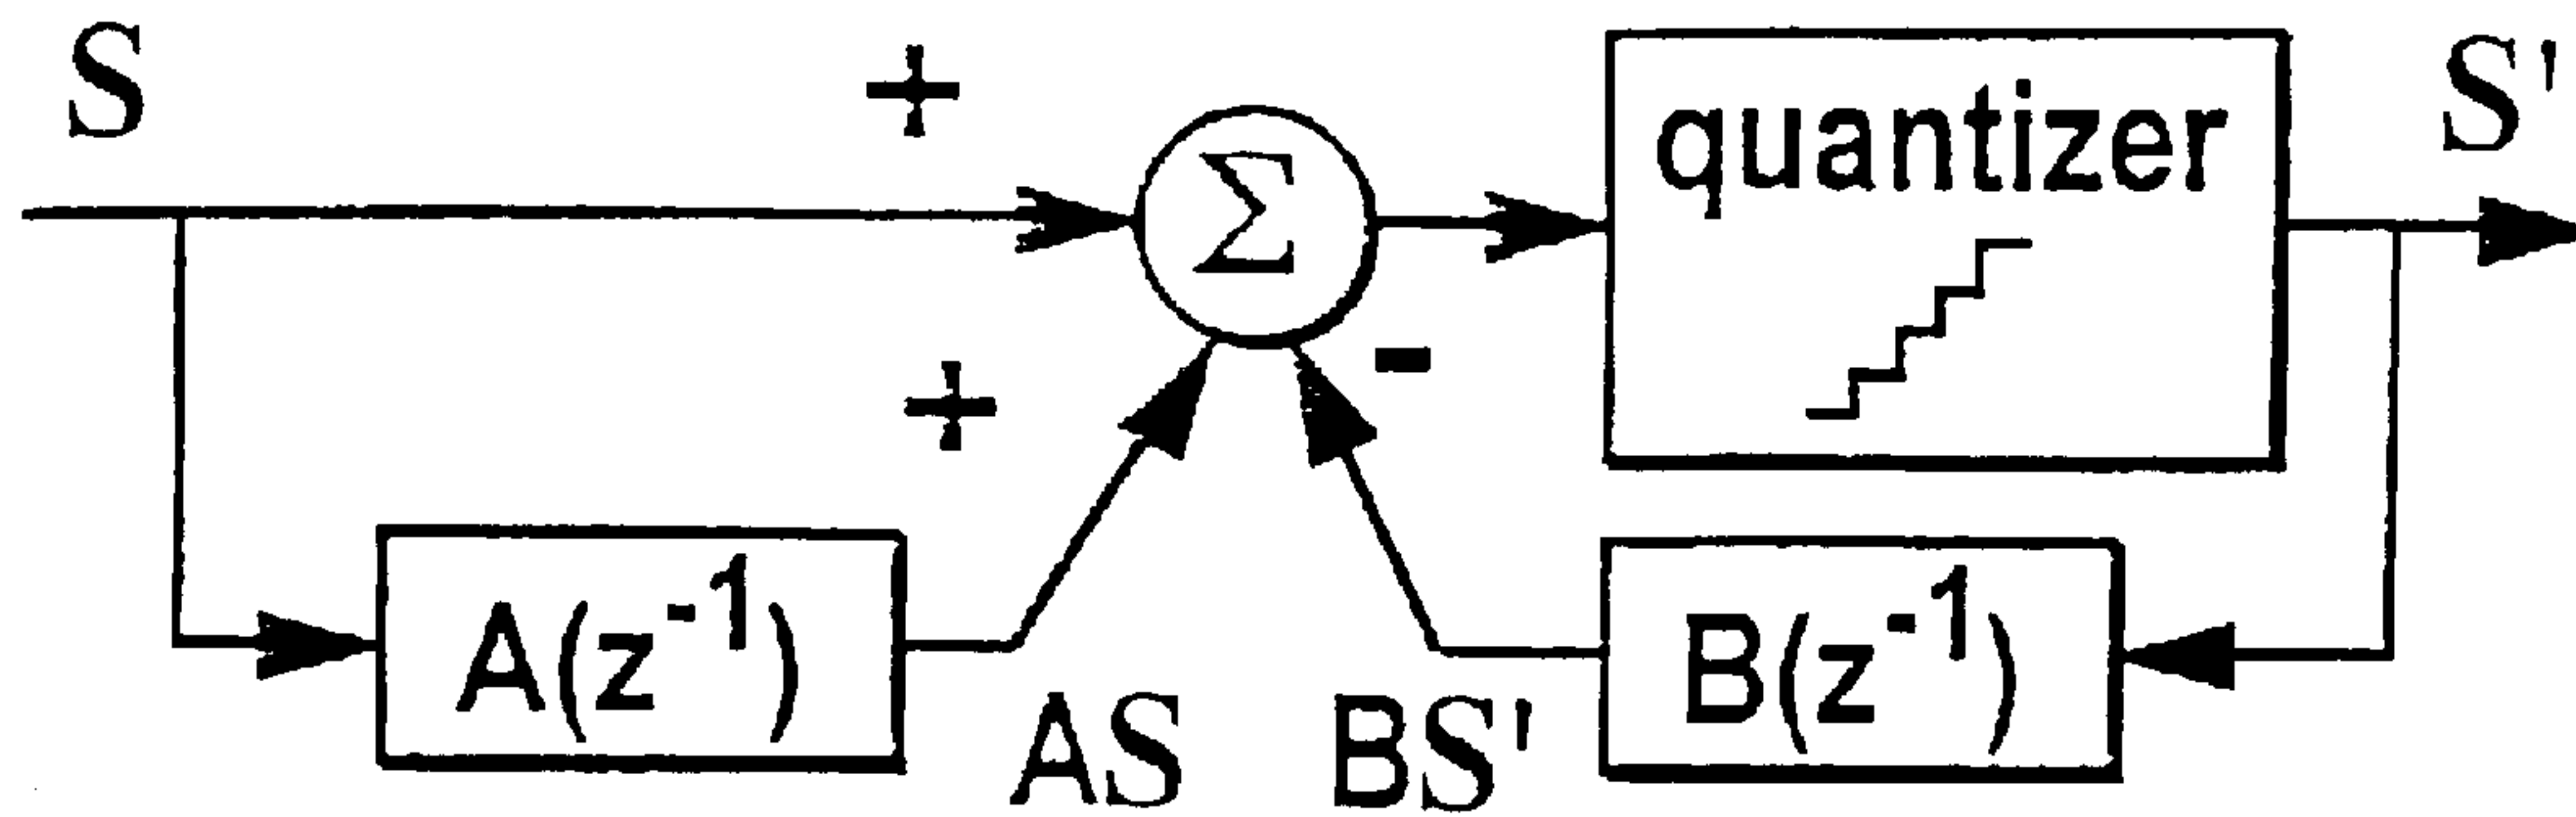 S
+
Σ
quantizer
S'
+
-
A(z⁻¹)
AS
BS'
B(z⁻¹)